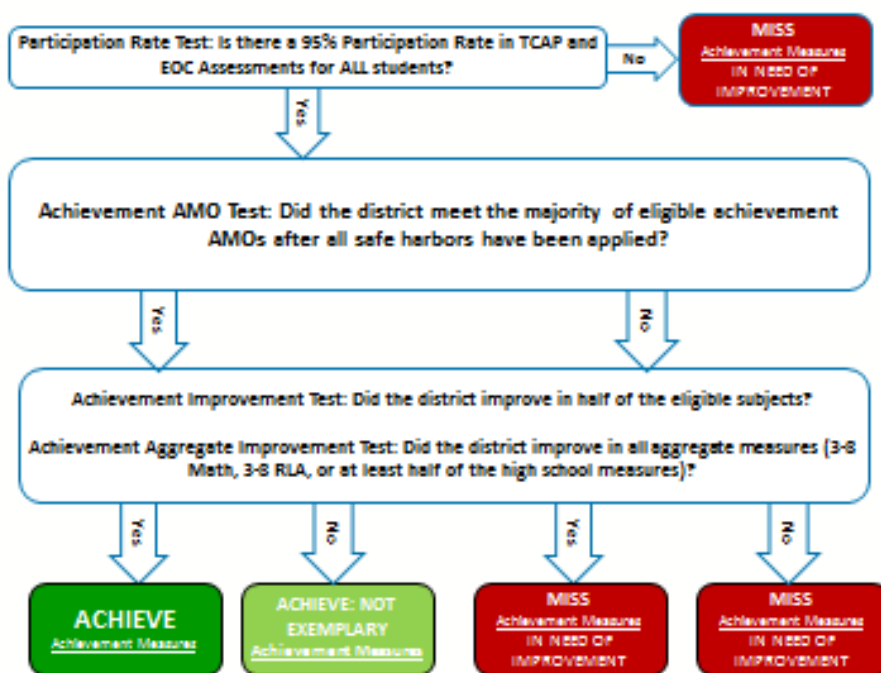 Participation Rate Test: Is there a 95% Participation Rate in TCAP and
EOC Assessments for ALL students?
No
MISS
Achievement Measures
IN NEED OF
IMPROVEMENT
Yes
Achievement AMO Test: Did the district meet the majority of eligible achievement
AMOs after all safe harbors have been applied?
Yes
No
Achievement Improvement Test: Did the district improve in half of the eligible subjects?
Achievement Aggregate Improvement Test: Did the district improve in all aggregate measures (3-8
Math, 3-8 RLA, or at least half of the high school measures)?
Yes
No
Yes
No
ACHIEVE
Achievement Measures
ACHIEVE: NOT
EXEMPLARY
Achievement Measures
MISS
Achievement Measures
IN NEED OF
IMPROVEMENT
MISS
Achievement Measures
IN NEED OF
IMPROVEMENT